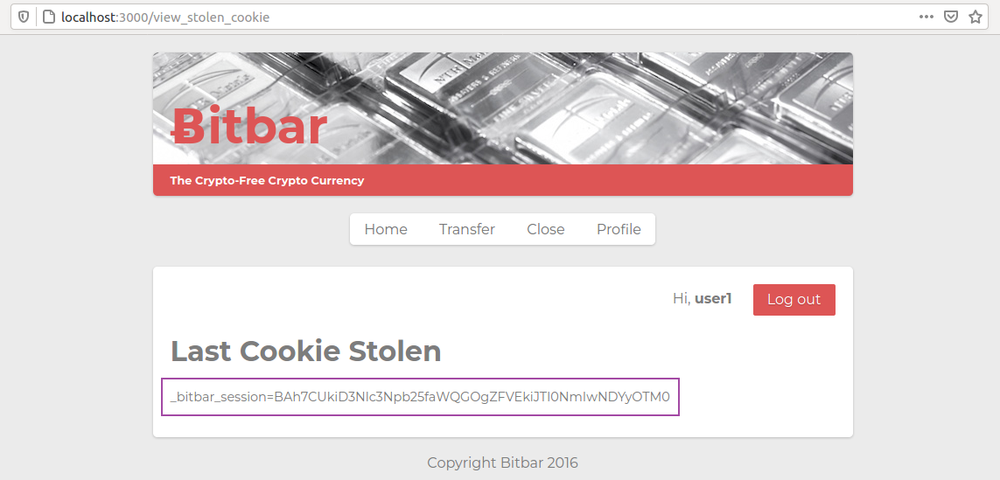 localhost:3000/view_stolen_cookie
Ƀitbar
The Crypto-Free Crypto Currency
Home Transfer Close Profile
Hi, user1 Log out
Last Cookie Stolen
_bitbar_session=BAh7CUkiD3Nlc3Npb25faWQGOgZFVEkiJTI0NmIwNDYyOTM0
Copyright Bitbar 2016